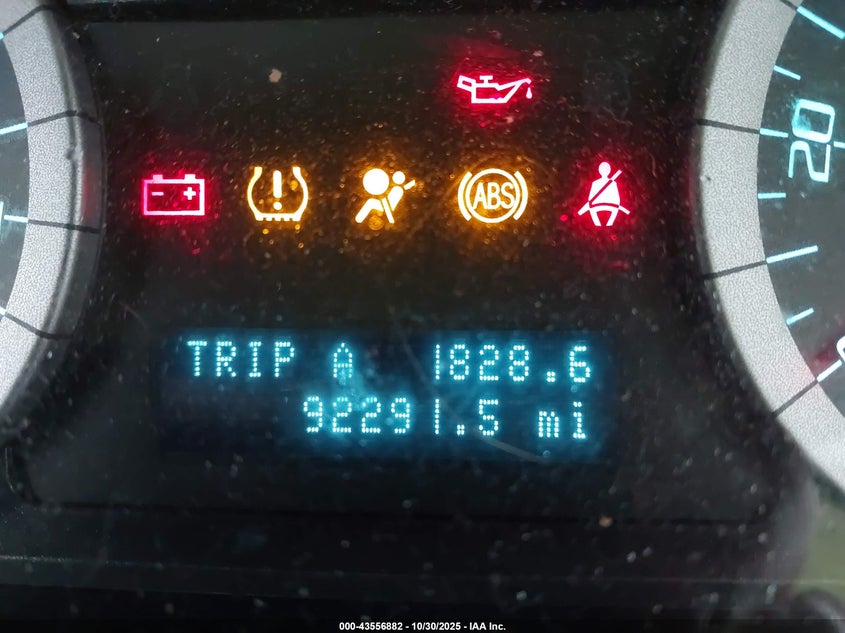 ABS
20
TRIP A 1828.6
92291.5 mi
000-43556882 - 10/30/2025 - IAA Inc.